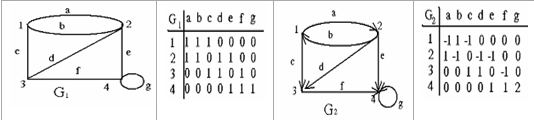 a
1 b 2
c d e
f
3 4 g
G1
G1 a b c d e f g
1 1 1 1 0 0 0 0
2 1 1 0 1 1 0 0
3 0 0 1 1 0 1 0
4 0 0 0 0 1 1 1
a
1 b 2
c d e
f
3 4 g
G2
G2 a b c d e f g
1 -1 1 -1 0 0 0 0
2 1 -1 0 -1 -1 0 0
3 0 0 1 1 0 -1 0
4 0 0 0 0 1 1 2